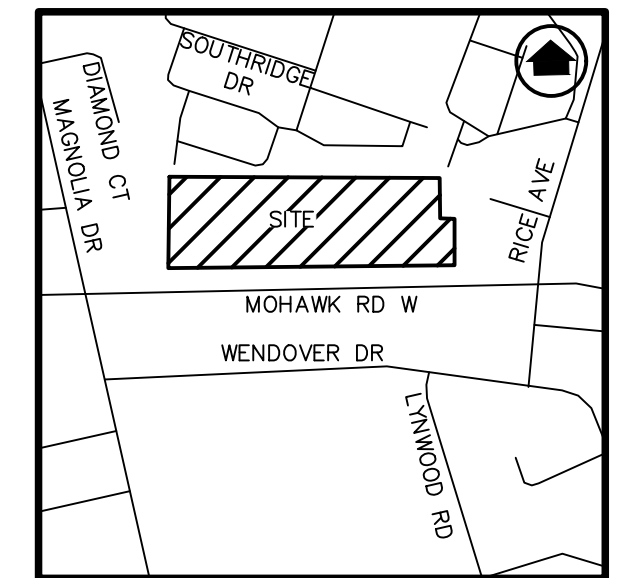 SOUTHRIDGE
DR
DIAMOND CT
MAGNOLIA DR
RICE AVE
SITE
MOHAWK RD W
WENDOVER DR
LYNWOOD RD